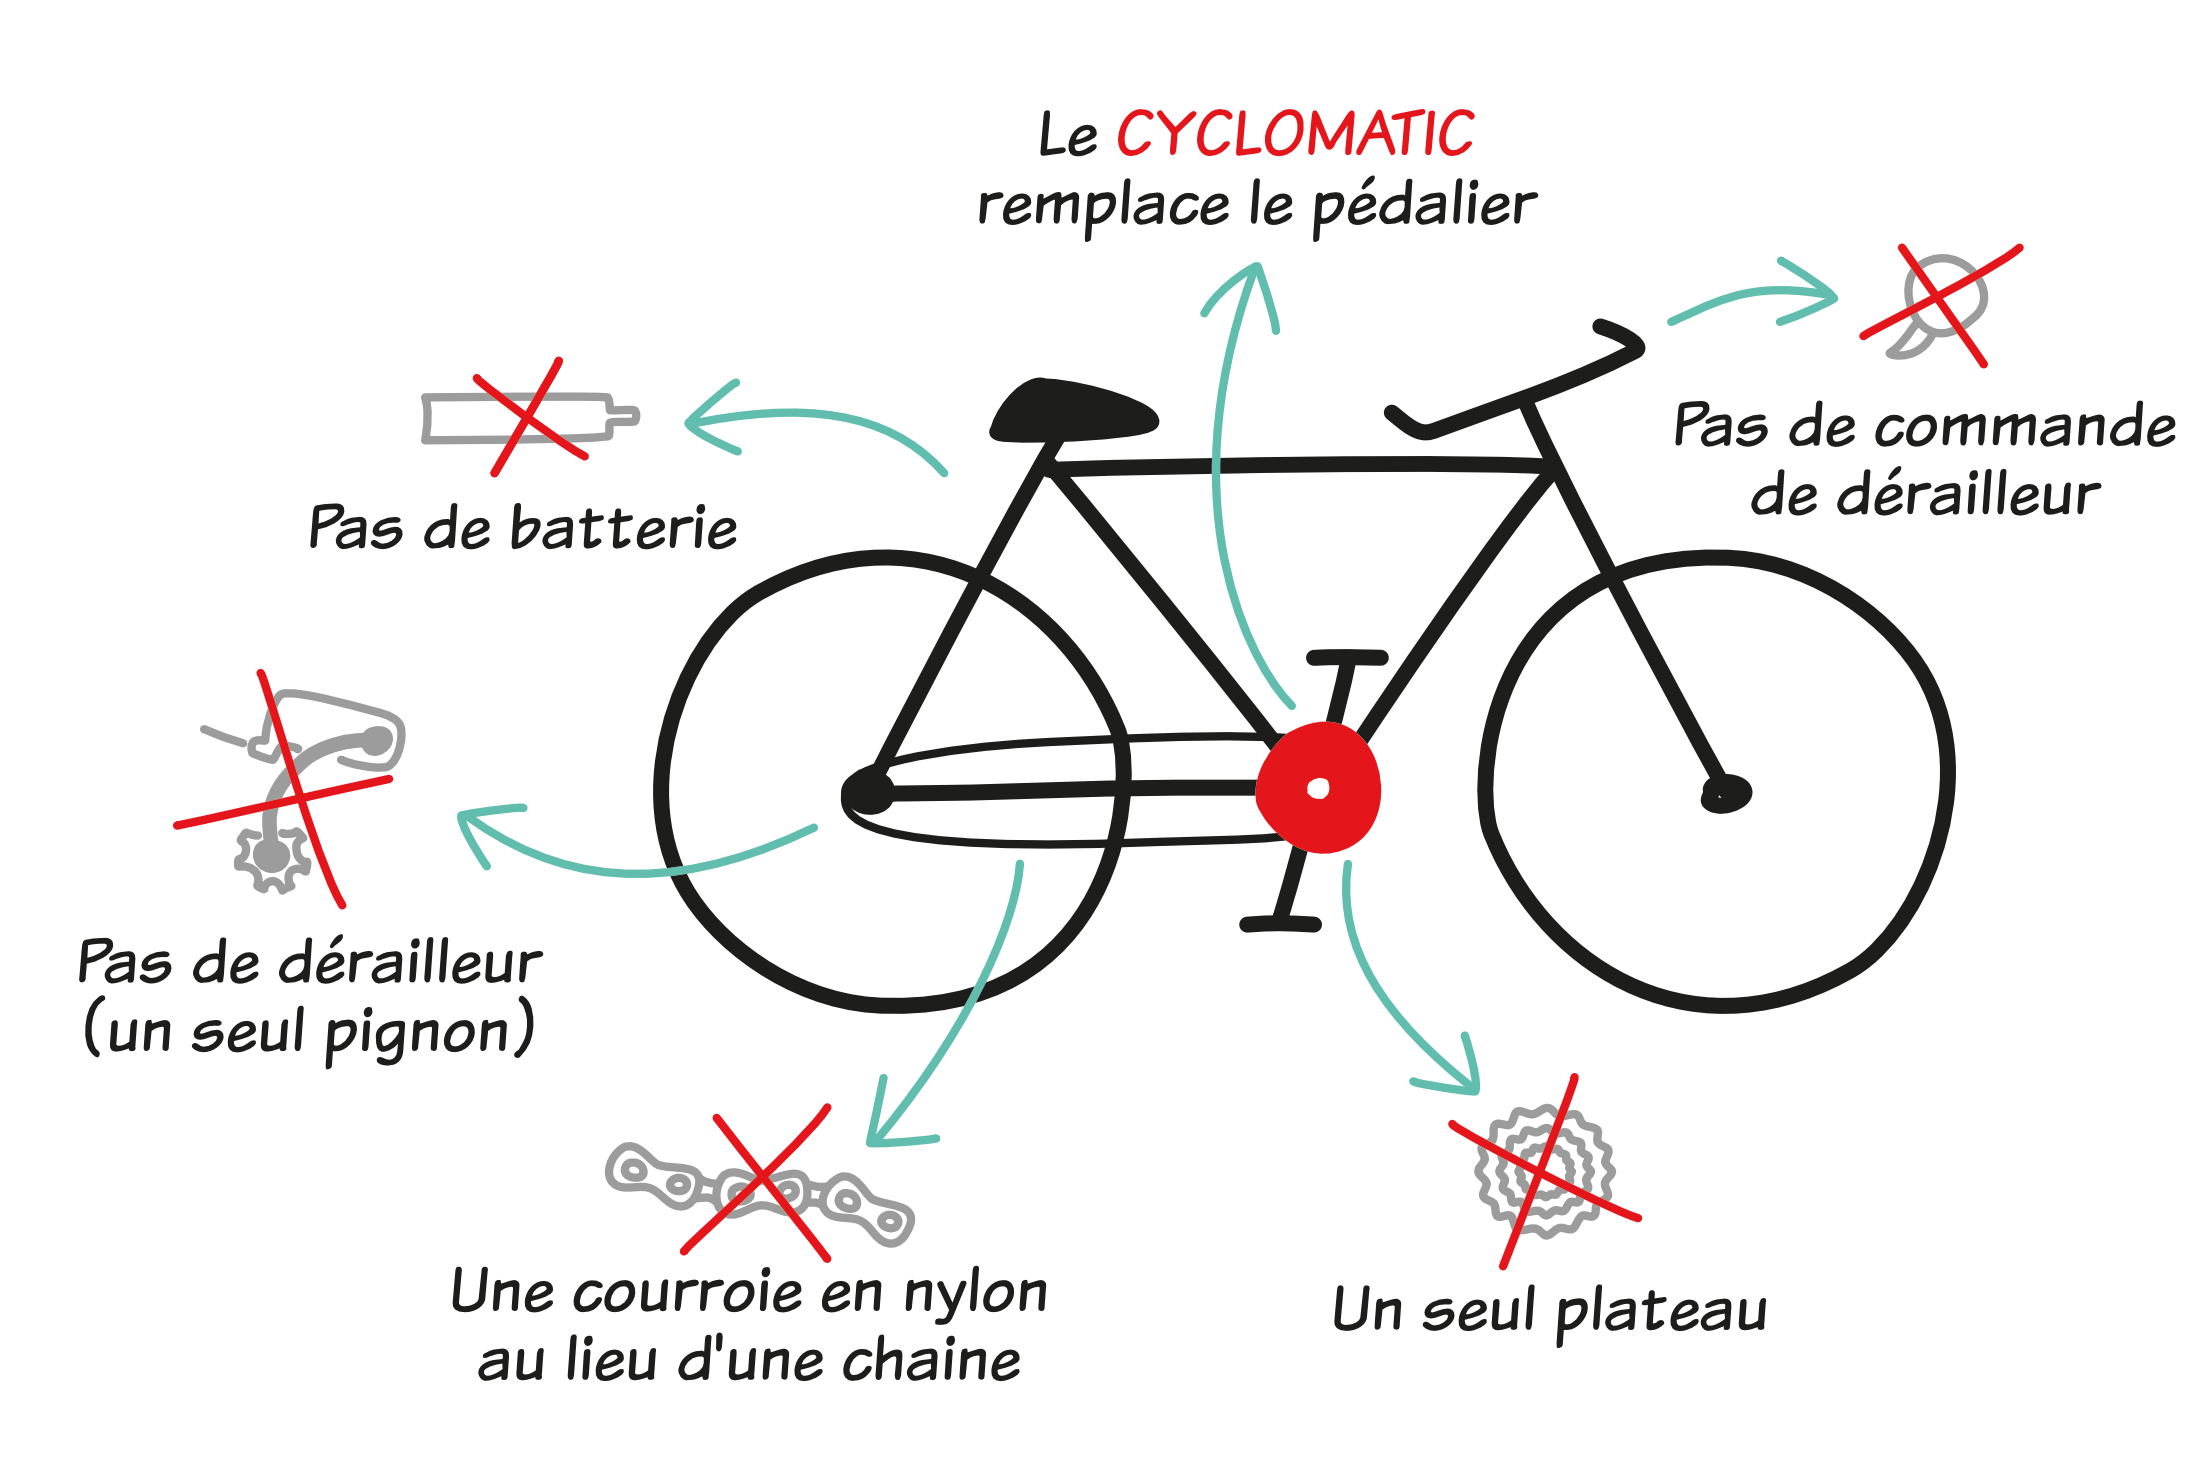 Le CYCLOMATIC
remplace le pédalier
Pas de commande
de dérailleur
Pas de batterie
Pas de dérailleur
(un seul pignon)
Une courroie en nylon
au lieu d'une chaine
Un seul plateau